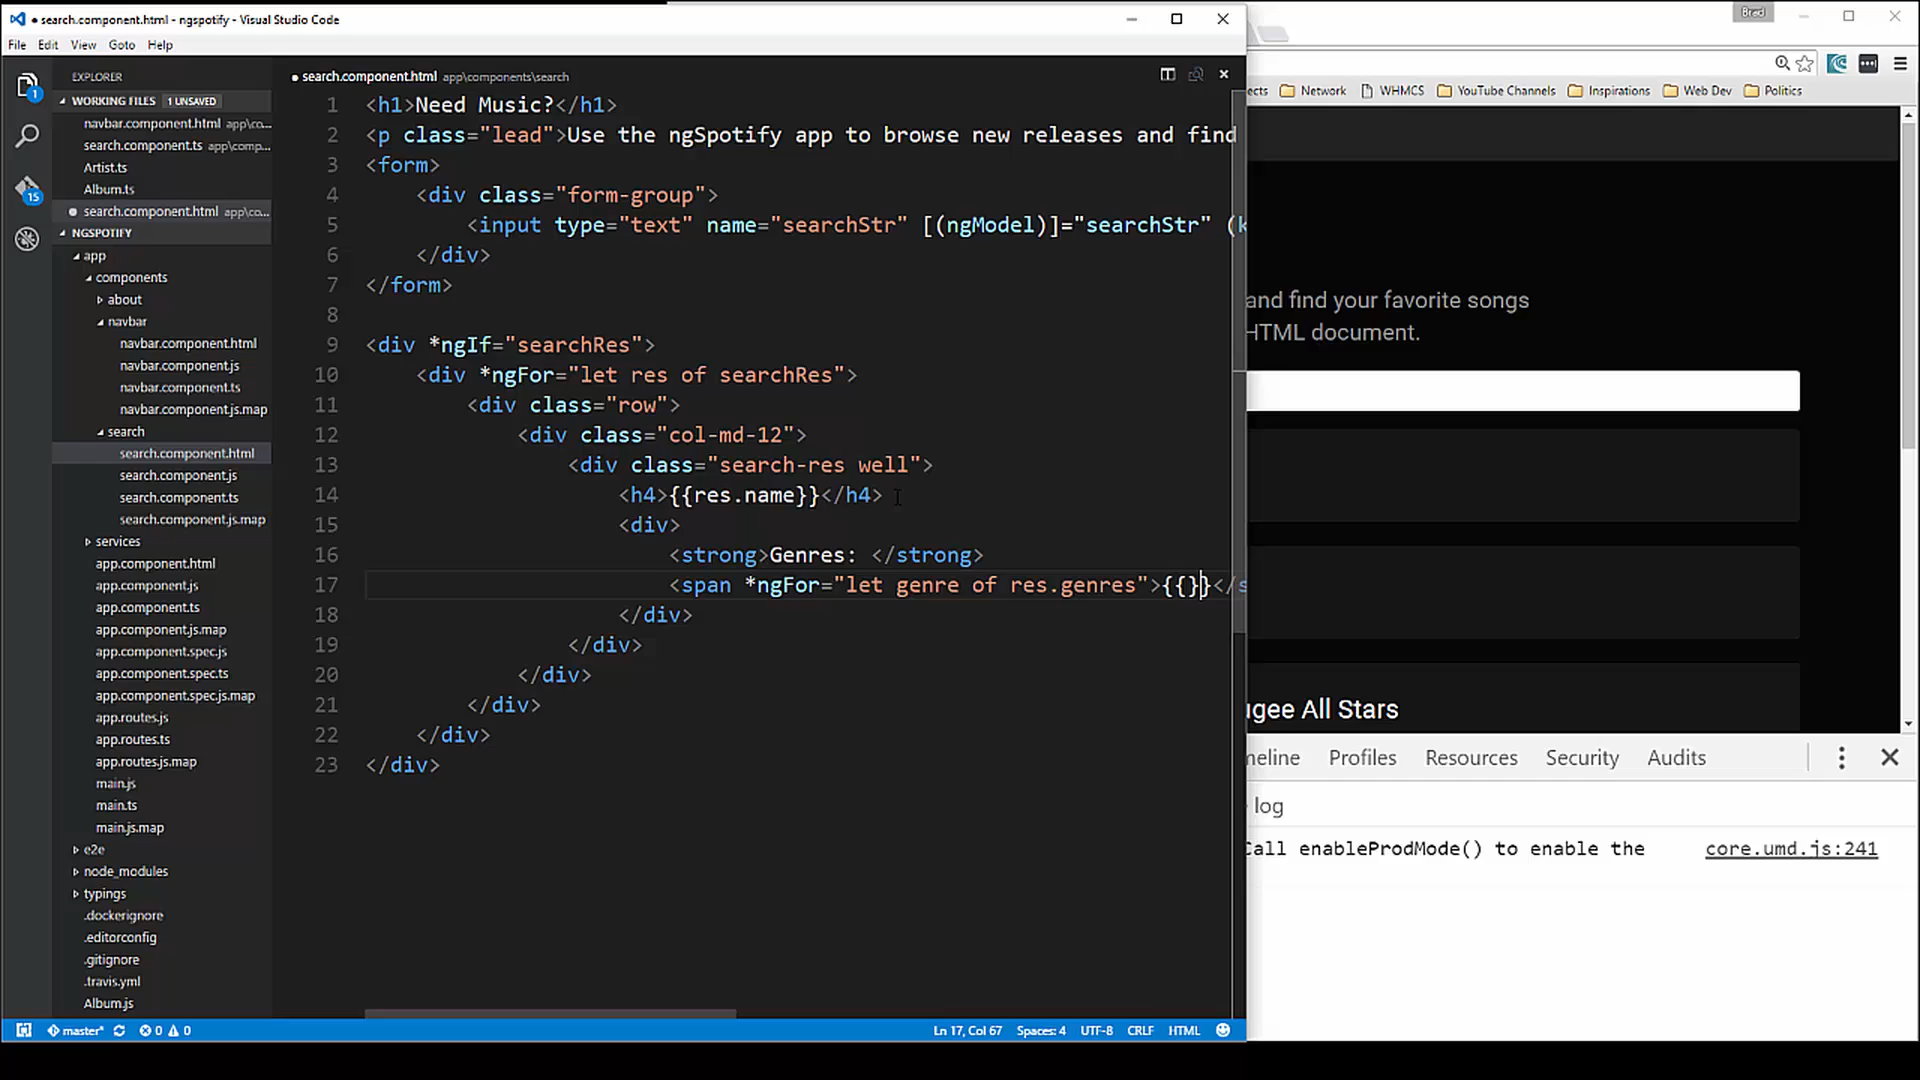 search.component.html - ngspotify - Visual Studio Code
Brad
File Edit View Goto Help
EXPLORER
WORKING FILES 1 UNSAVED
navbar.component.html app\co...
search.component.ts app\comp...
Artist.ts
Album.ts
search.component.html app\co...
NGSPOTIFY
app
components
about
navbar
navbar.component.html
navbar.component.js
navbar.component.ts
navbar.component.js.map
search
search.component.html
search.component.js
search.component.ts
search.component.js.map
services
app.component.html
app.component.js
app.component.ts
app.component.js.map
app.component.spec.js
app.component.spec.ts
app.component.spec.js.map
app.routes.js
app.routes.ts
app.routes.js.map
main.js
main.ts
main.js.map
e2e
node_modules
typings
.dockerignore
.editorconfig
.gitignore
.travis.yml
Album.js
1
15
search.component.html app\components\search
1 <h1>Need Music?</h1>
2 <p class="lead">Use the ngSpotify app to browse new releases and find
3 <form>
4 <div class="form-group">
5 <input type="text" name="searchStr" [(ngModel)]="searchStr" (k
6 </div>
7 </form>
8
9 <div *ngIf="searchRes">
10 <div *ngFor="let res of searchRes">
11 <div class="row">
12 <div class="col-md-12">
13 <div class="search-res well">
14 <h4>{{res.name}}</h4>
15 <div>
16 <strong>Genres: </strong>
17 <span *ngFor="let genre of res.genres">{{}}</s
18 </div>
19 </div>
20 </div>
21 </div>
22 </div>
23 </div>
master* 0 0
Ln 17, Col 67 Spaces: 4 UTF-8 CRLF HTML
ects Network WHMCS YouTube Channels Inspirations Web Dev Politics
and find your favorite songs
HTML document.
ugee All Stars
meline Profiles Resources Security Audits
log
Call enableProdMode() to enable the core.umd.js:241